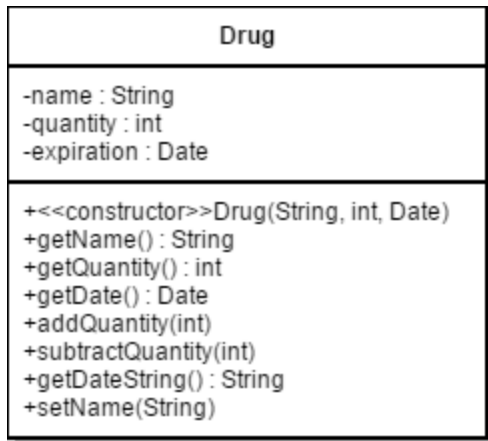 Drug
-name : String
-quantity : int
-expiration : Date
+<<constructor>>Drug(String, int, Date)
+getName() : String
+getQuantity() : int
+getDate() : Date
+addQuantity(int)
+subtractQuantity(int)
+getDateString() : String
+setName(String)